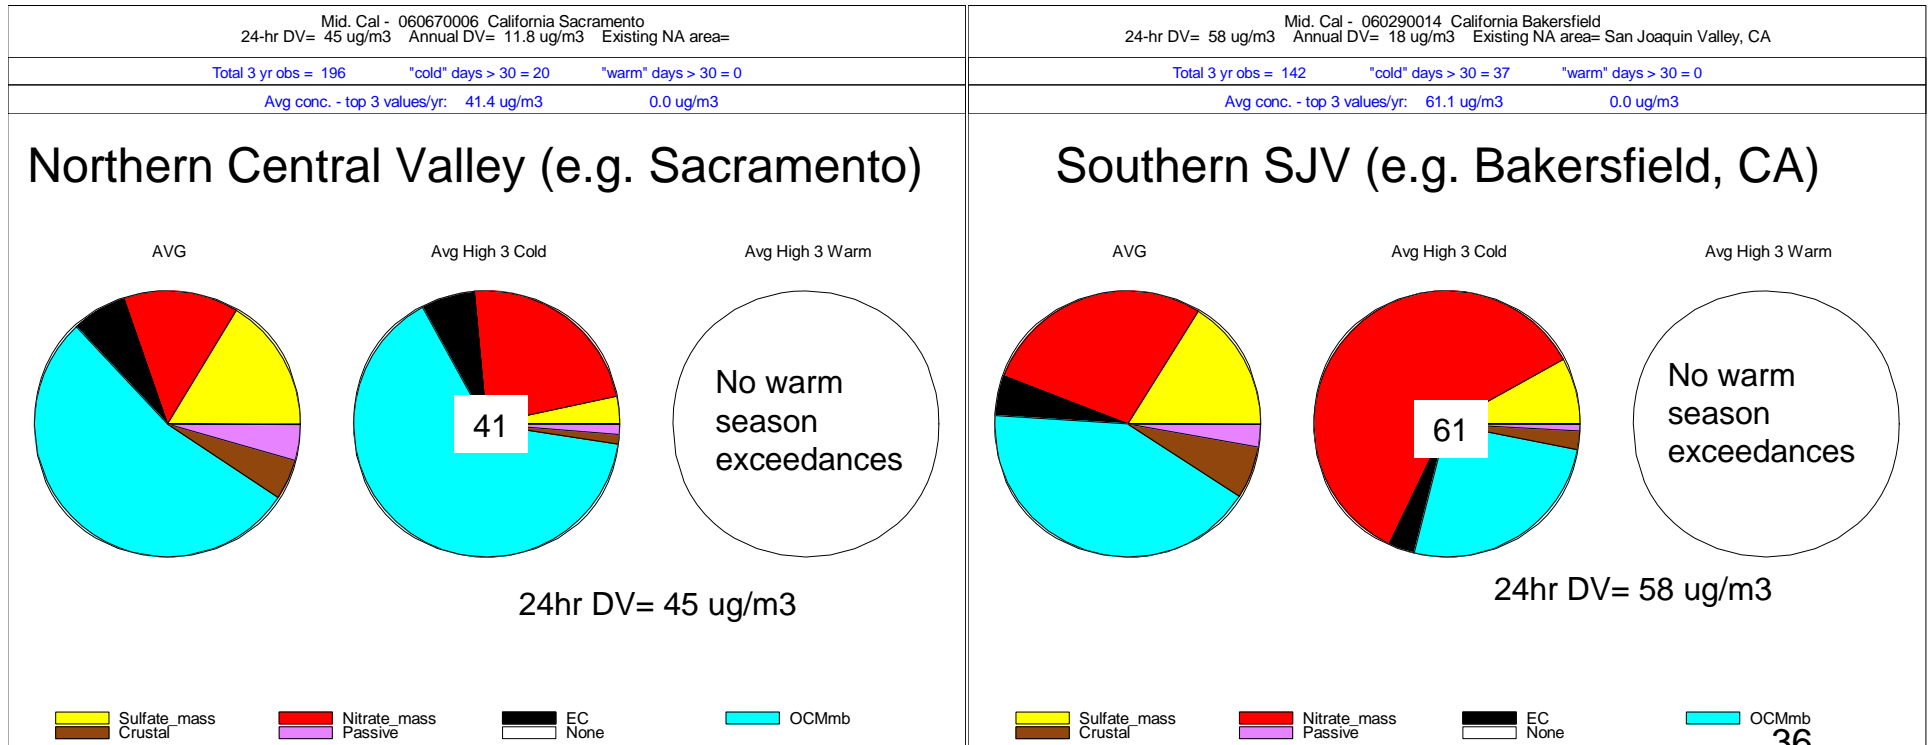 Mid. Cal - 060670006 California Sacramento
24-hr DV= 45 ug/m3 Annual DV= 11.8 ug/m3 Existing NA area=
Total 3 yr obs = 196 "cold" days > 30 = 20 "warm" days > 30 = 0
Avg conc. - top 3 values/yr: 41.4 ug/m3 0.0 ug/m3
Northern Central Valley (e.g. Sacramento)
AVG Avg High 3 Cold Avg High 3 Warm
41
No warm
season
exceedances
24hr DV= 45 ug/m3
Sulfate_mass Nitrate_mass EC OCMmb
Crustal Passive None
Mid. Cal - 060290014 California Bakersfield
24-hr DV= 58 ug/m3 Annual DV= 18 ug/m3 Existing NA area= San Joaquin Valley, CA
Total 3 yr obs = 142 "cold" days > 30 = 37 "warm" days > 30 = 0
Avg conc. - top 3 values/yr: 61.1 ug/m3 0.0 ug/m3
Southern SJV (e.g. Bakersfield, CA)
AVG Avg High 3 Cold Avg High 3 Warm
61
No warm
season
exceedances
24hr DV= 58 ug/m3
Sulfate_mass Nitrate_mass EC OCMmb
Crustal Passive None
36